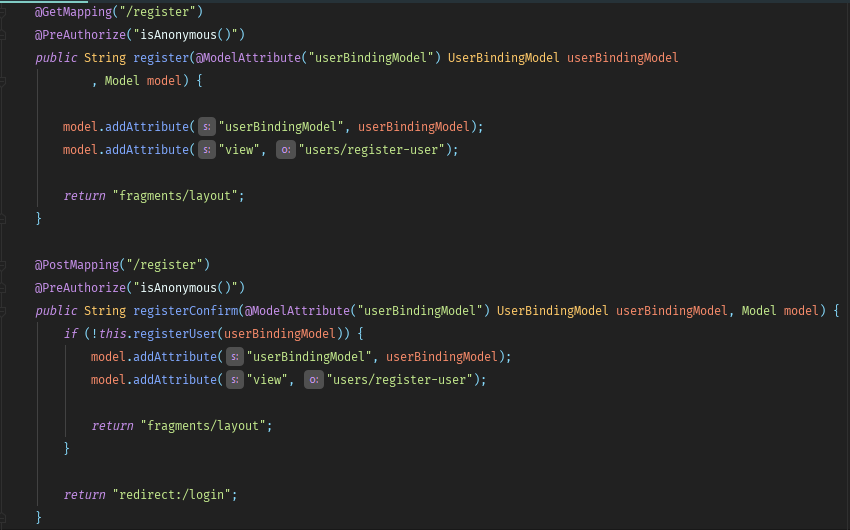 @GetMapping("/register")
@PreAuthorize("isAnonymous()")
public String register(@ModelAttribute("userBindingModel") UserBindingModel userBindingModel
, Model model) {
model.addAttribute( s: "userBindingModel", userBindingModel);
model.addAttribute( s: "view", o: "users/register-user");
return "fragments/layout";
}
@PostMapping("/register")
@PreAuthorize("isAnonymous()")
public String registerConfirm(@ModelAttribute("userBindingModel") UserBindingModel userBindingModel, Model model) {
if (!this.registerUser(userBindingModel)) {
model.addAttribute( s: "userBindingModel", userBindingModel);
model.addAttribute( s: "view", o: "users/register-user");
return "fragments/layout";
}
return "redirect:/login";
}